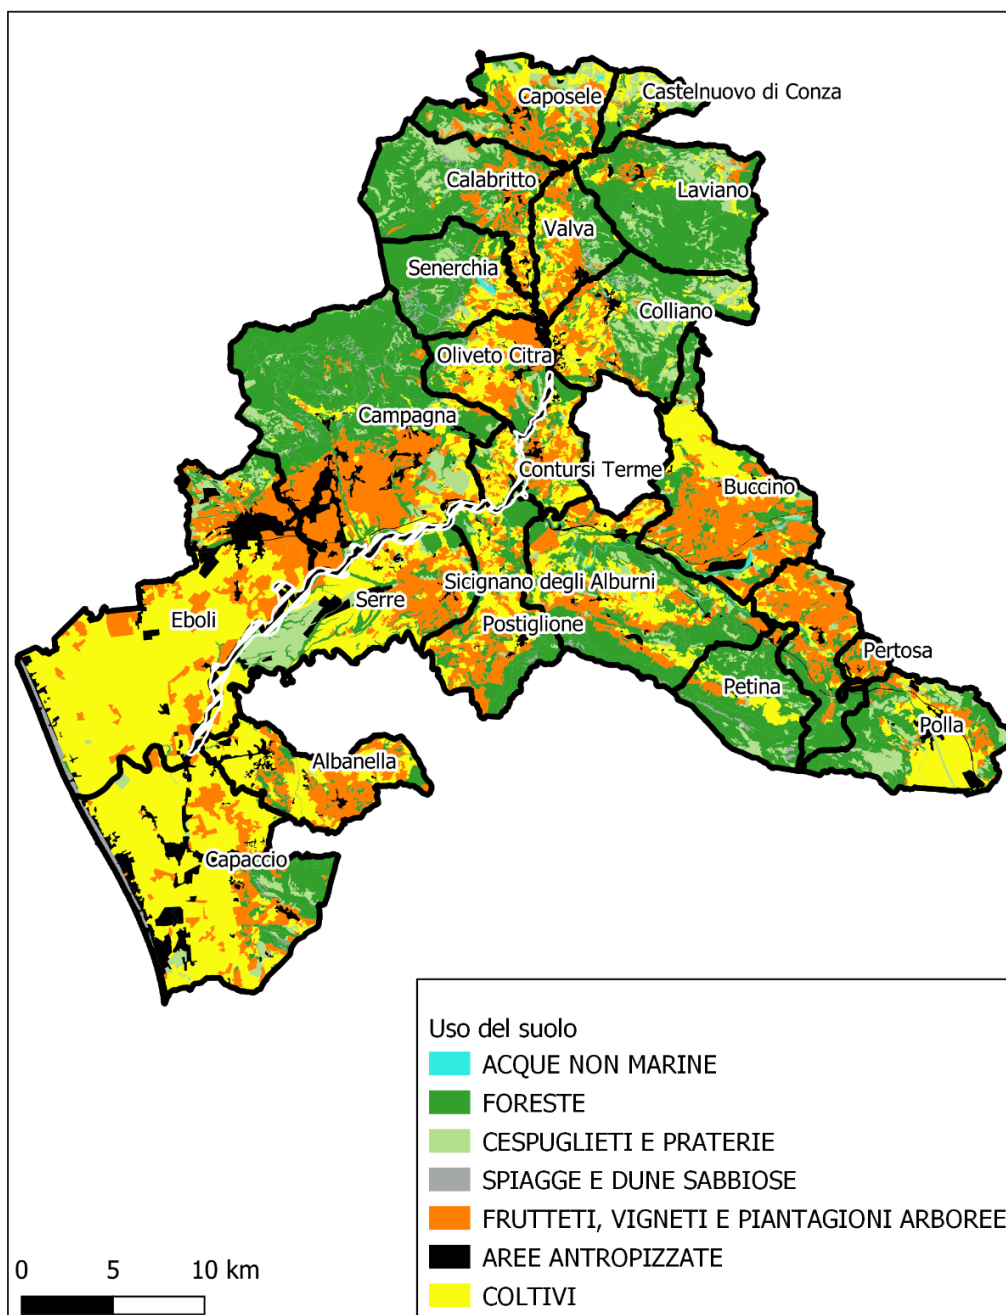 Caposele
Castelnuovo di Conza
Calabritto
Laviano
Valva
Senerchia
Colliano
Oliveto Citra
Campagna
Contursi Terme
Buccino
Sicignano degli Alburni
Serre
Eboli
Postiglione
Pertosa
Petina
Polla
Albanella
Capaccio
Uso del suolo
ACQUE NON MARINE
FORESTE
CESPUGLIETI E PRATERIE
SPIAGGE E DUNE SABBIOSE
FRUTTETI, VIGNETI E PIANTAGIONI ARBOREE
AREE ANTROPIZZATE
COLTIVI
0 5 10 km